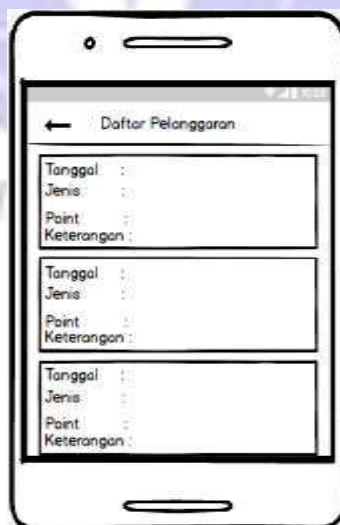 Daftar Pelanggaran
Tanggal :
Jenis :
Point :
Keterangan :
Tanggal :
Jenis :
Point :
Keterangan :
Tanggal :
Jenis :
Point :
Keterangan :